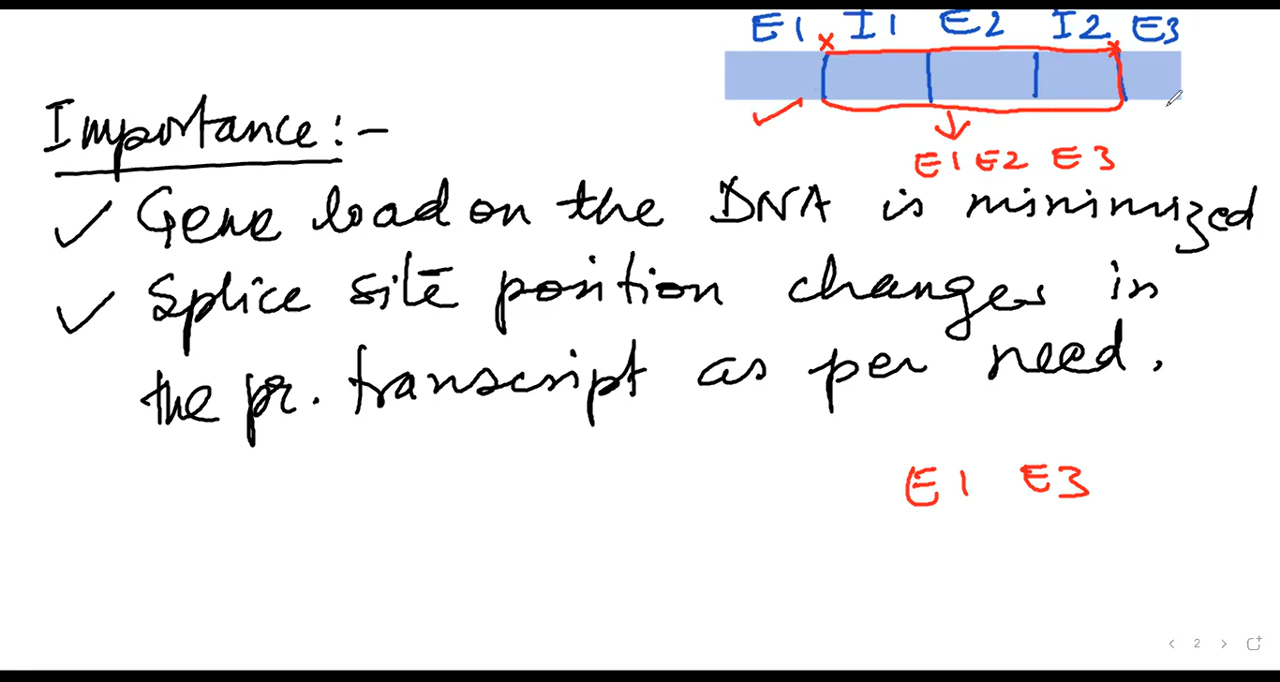 E1 I1 E2 I2 E3
E1 E2 E3
Importance:-
Gene load on the DNA is minimized
Splice site position changes in
the pr. transcript as per need.
E1 E3
2